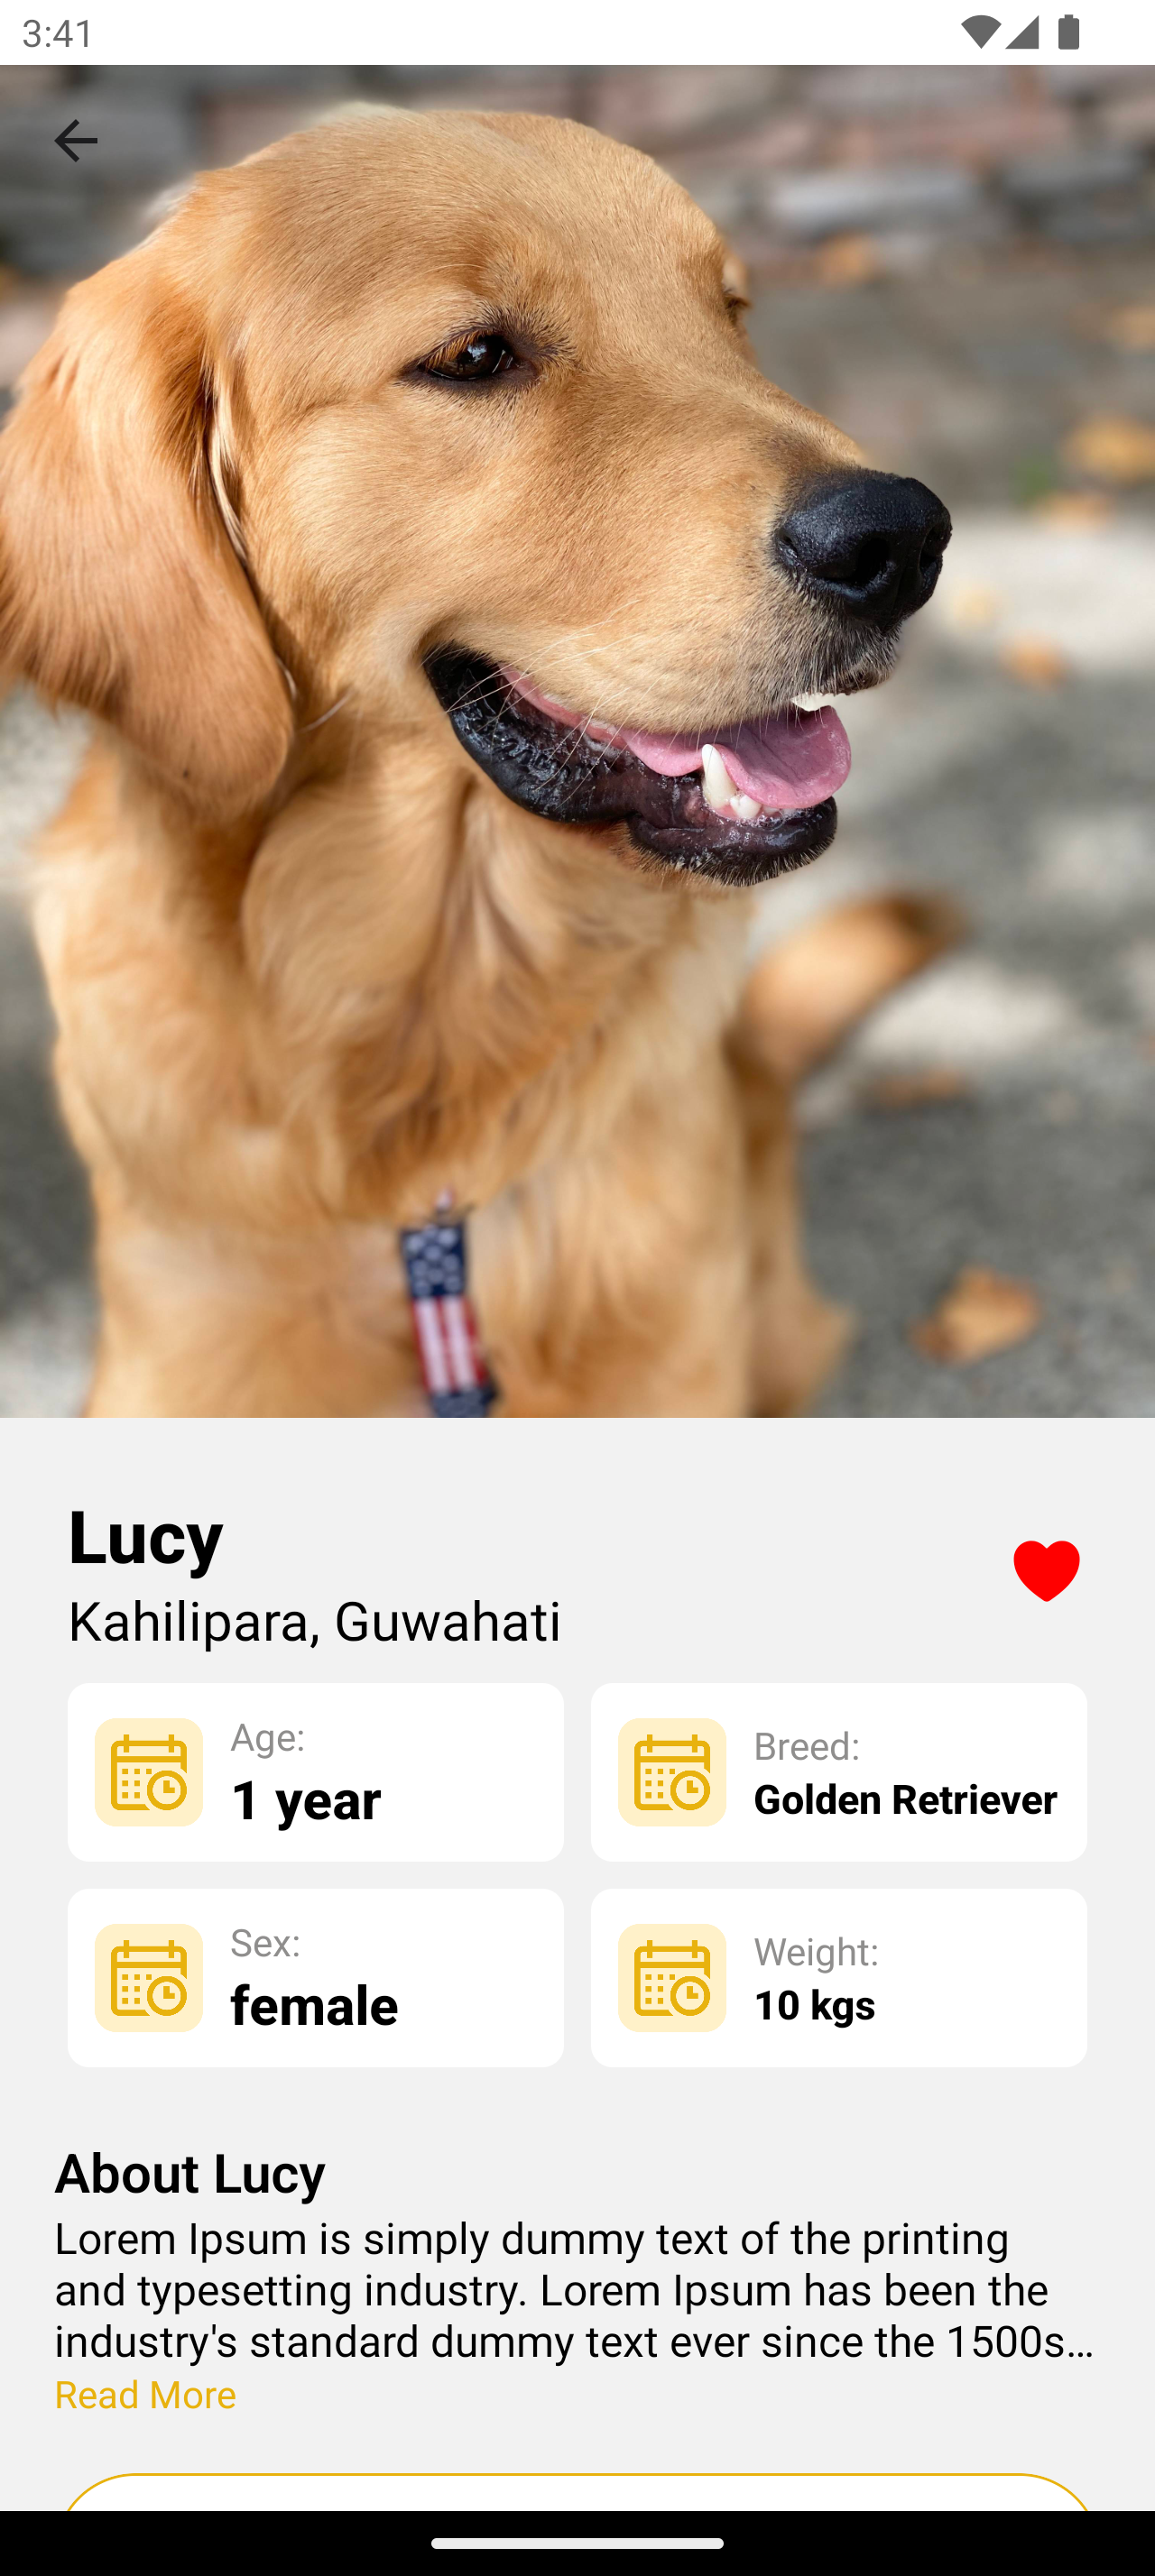 3:41
Lucy
Kahilipara, Guwahati
Age:
1 year
Breed:
Golden Retriever
Sex:
female
Weight:
10 kgs
About Lucy
Lorem Ipsum is simply dummy text of the printing
and typesetting industry. Lorem Ipsum has been the
industry's standard dummy text ever since the 1500s…
Read More